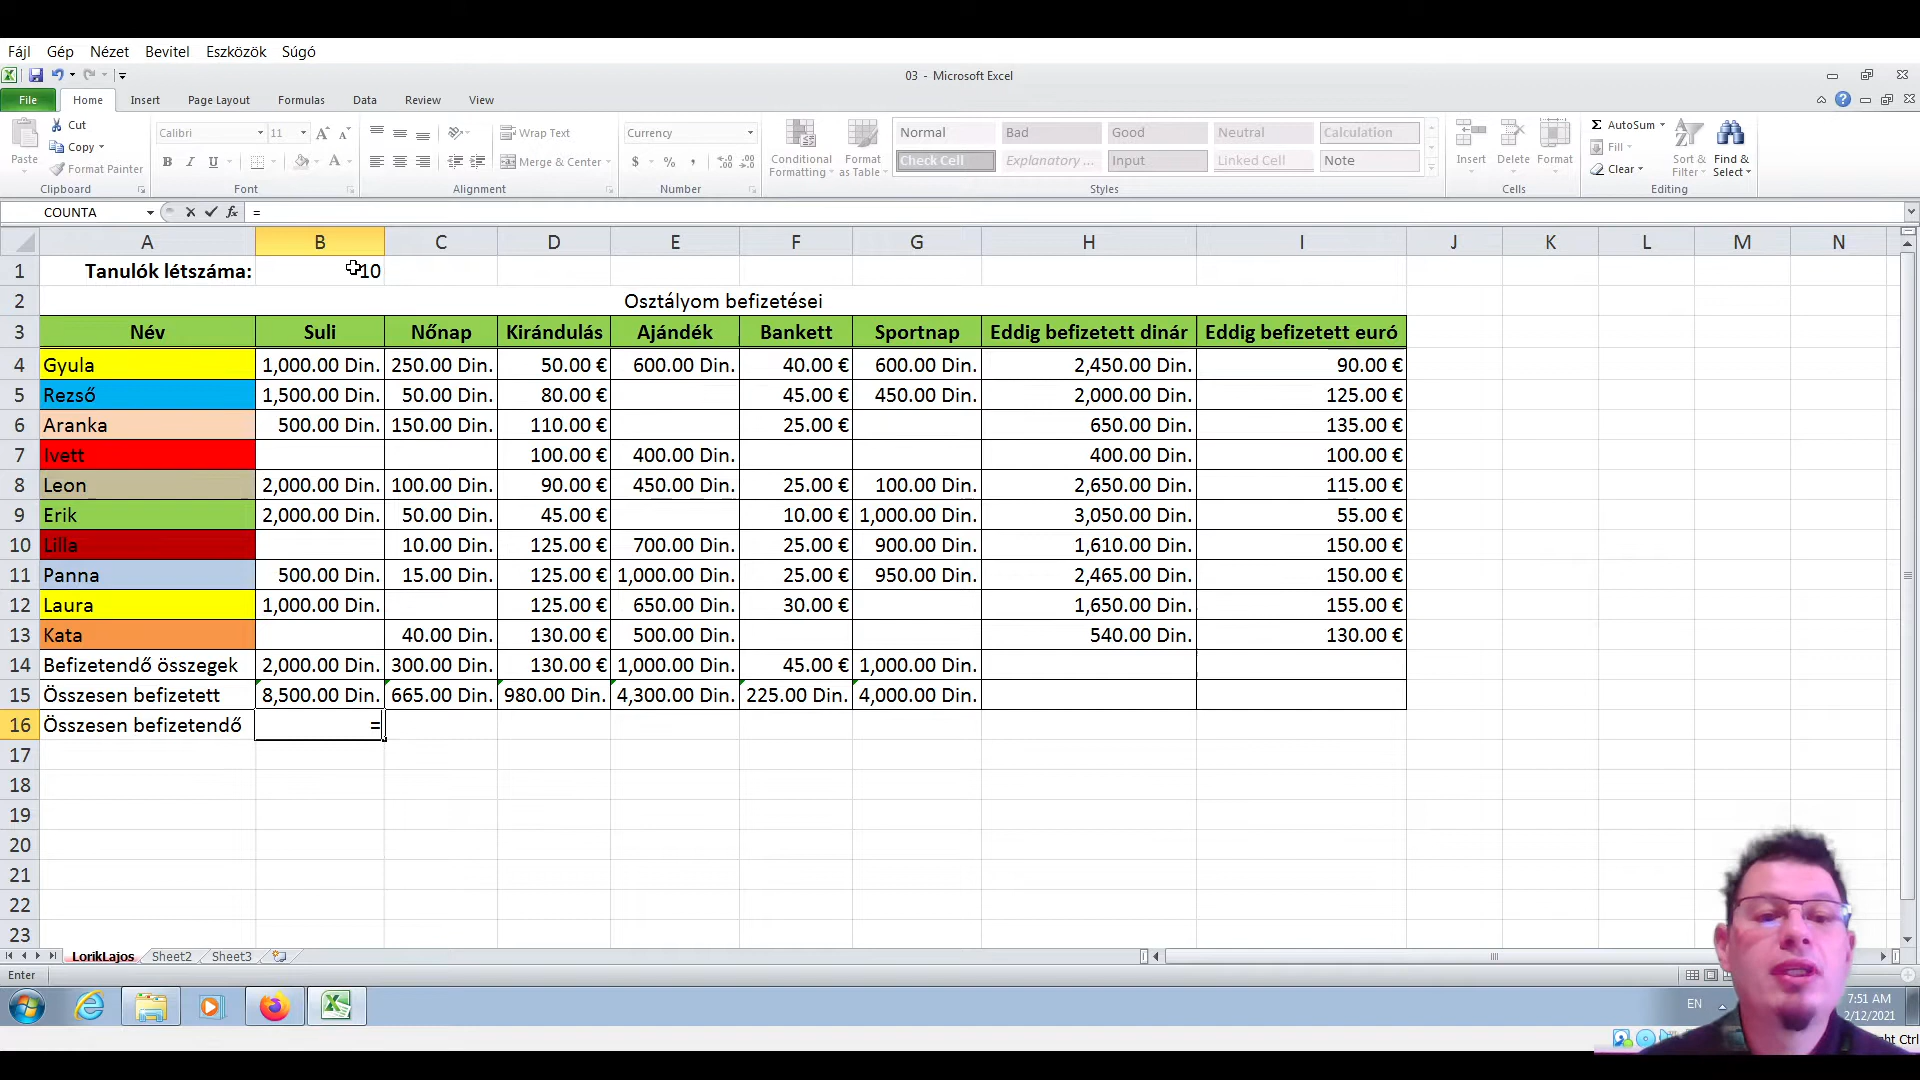 Fájl Gép Nézet Bevitel Eszközök Súgó
03 - Microsoft Excel
File Home Insert Page Layout Formulas Data Review View
Paste
Cut
Copy
Format Painter
Clipboard
Calibri 11
B I U
Font
Wrap Text
Merge & Center
Alignment
Currency
$ % ,
Number
Conditional Formatting
Format as Table
Normal Bad Good Neutral Calculation
Check Cell Explanatory ... Input Linked Cell Note
Styles
Insert Delete Format
Cells
Σ AutoSum
Fill
Clear
Sort & Filter
Find & Select
Editing
COUNTA fx =
A B C D E F G H I J K L M N
1 Tanulók létszáma: 10
2 Osztályom befizetései
3 Név Suli Nőnap Kirándulás Ajándék Bankett Sportnap Eddig befizetett dinár Eddig befizetett euró
4 Gyula 1,000.00 Din. 250.00 Din. 50.00 € 600.00 Din. 40.00 € 600.00 Din. 2,450.00 Din. 90.00 €
5 Rezső 1,500.00 Din. 50.00 Din. 80.00 € 45.00 € 450.00 Din. 2,000.00 Din. 125.00 €
6 Aranka 500.00 Din. 150.00 Din. 110.00 € 25.00 € 650.00 Din. 135.00 €
7 Ivett 100.00 € 400.00 Din. 400.00 Din. 100.00 €
8 Leon 2,000.00 Din. 100.00 Din. 90.00 € 450.00 Din. 25.00 € 100.00 Din. 2,650.00 Din. 115.00 €
9 Erik 2,000.00 Din. 50.00 Din. 45.00 € 10.00 € 1,000.00 Din. 3,050.00 Din. 55.00 €
10 Lilla 10.00 Din. 125.00 € 700.00 Din. 25.00 € 900.00 Din. 1,610.00 Din. 150.00 €
11 Panna 500.00 Din. 15.00 Din. 125.00 € 1,000.00 Din. 25.00 € 950.00 Din. 2,465.00 Din. 150.00 €
12 Laura 1,000.00 Din. 125.00 € 650.00 Din. 30.00 € 1,650.00 Din. 155.00 €
13 Kata 40.00 Din. 130.00 € 500.00 Din. 540.00 Din. 130.00 €
14 Befizetendő összegek 2,000.00 Din. 300.00 Din. 130.00 € 1,000.00 Din. 45.00 € 1,000.00 Din.
15 Összesen befizetett 8,500.00 Din. 665.00 Din. 980.00 Din. 4,300.00 Din. 225.00 Din. 4,000.00 Din.
16 Összesen befizetendő =
17
18
19
20
21
22
23
LorikLajos Sheet2 Sheet3
Enter
EN
7:51 AM
2/12/2021
Ctrl